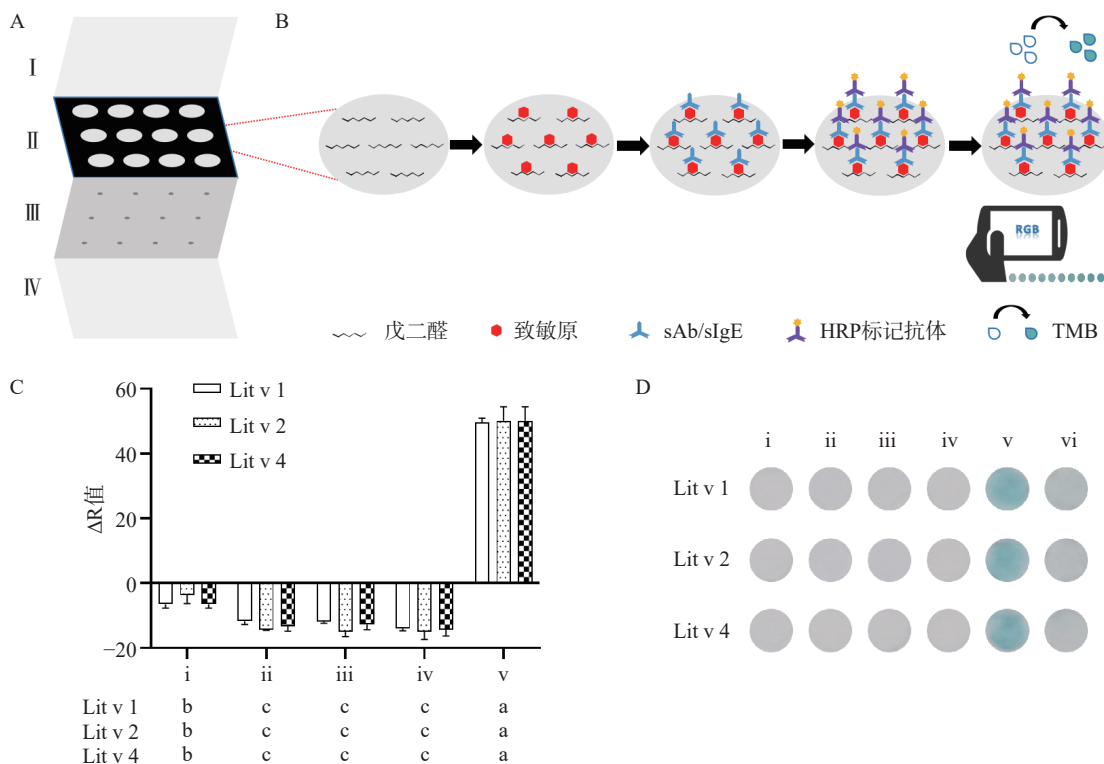 A
B
Ⅰ
Ⅱ
Ⅲ
Ⅳ
RGB
戊二醛
致敏原
sAb/sIgE
HRP标记抗体
TMB
C
Lit v 1
Lit v 2
Lit v 4
ΔR值
60
40
20
0
−20
i ii iii iv v
Lit v 1 b c c c a
Lit v 2 b c c c a
Lit v 4 b c c c a
D
i ii iii iv v vi
Lit v 1
Lit v 2
Lit v 4